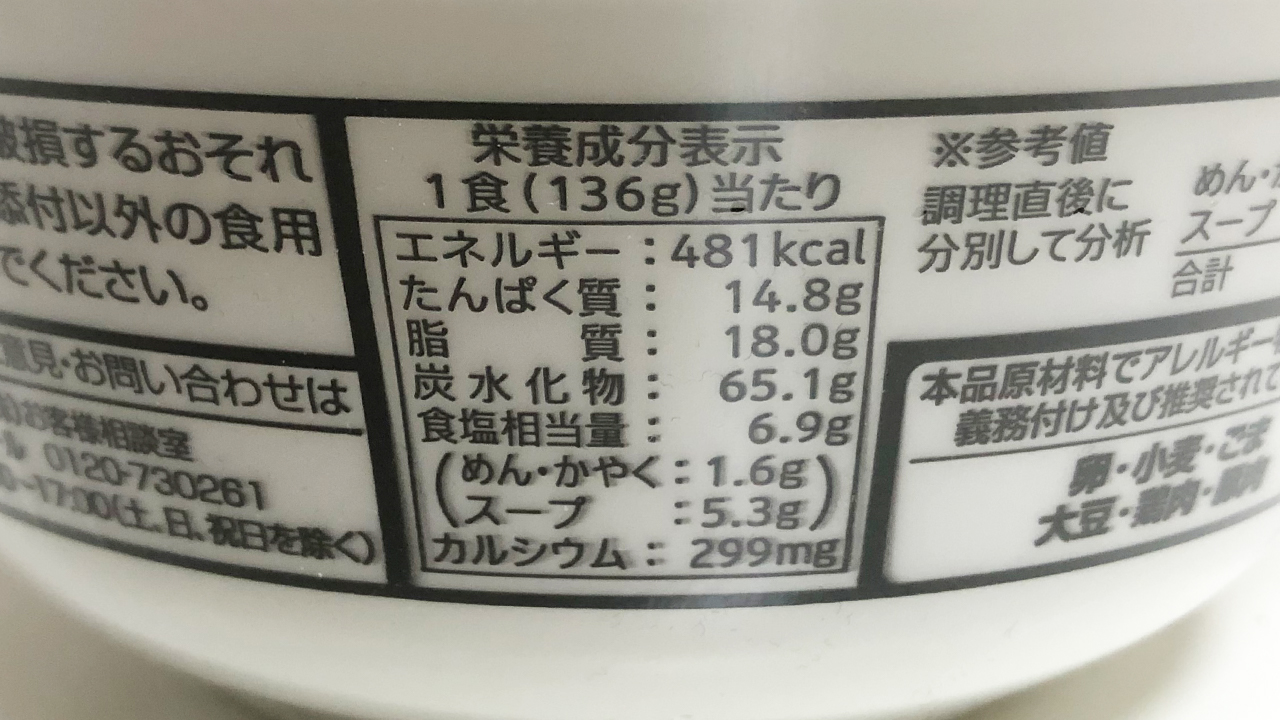 破損するおそれ
添付以外の食用
でください。
意見・お問い合わせは
お客様相談室
0120-730261
17:00(土、日、祝日を除く)
栄養成分表示
1食(136g)当たり
エネルギー:481kcal
たんぱく質: 14.8g
脂質: 18.0g
炭水化物: 65.1g
食塩相当量: 6.9g
(めん・かやく:1.6g
スープ:5.3g)
カルシウム: 299mg
※参考値
調理直後に
分別して分析
めん・
スープ
合計
本品原材料でアレルギー
義務付け及び推奨されて
卵・小麦・ごま
大豆・鶏肉・豚肉